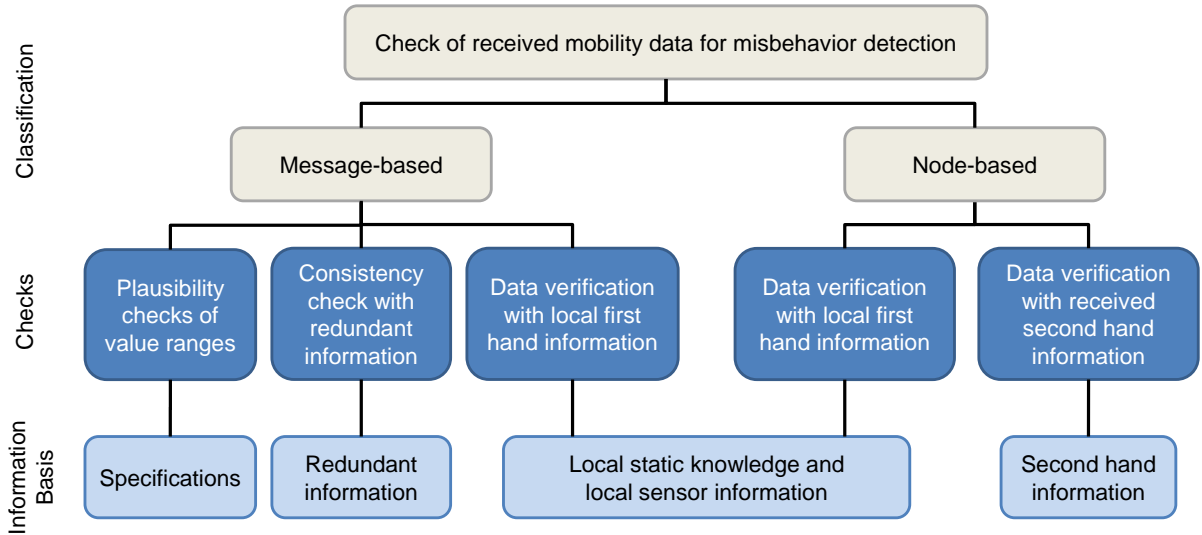 Classification
Check of received mobility data for misbehavior detection
Message-based
Node-based
Checks
Plausibility
checks of
value ranges
Consistency
check with
redundant
information
Data verification
with local first
hand information
Data verification
with local first
hand information
Data verification
with received
second hand
information
Information
Basis
Specifications
Redundant
information
Local static knowledge and
local sensor information
Second hand
information